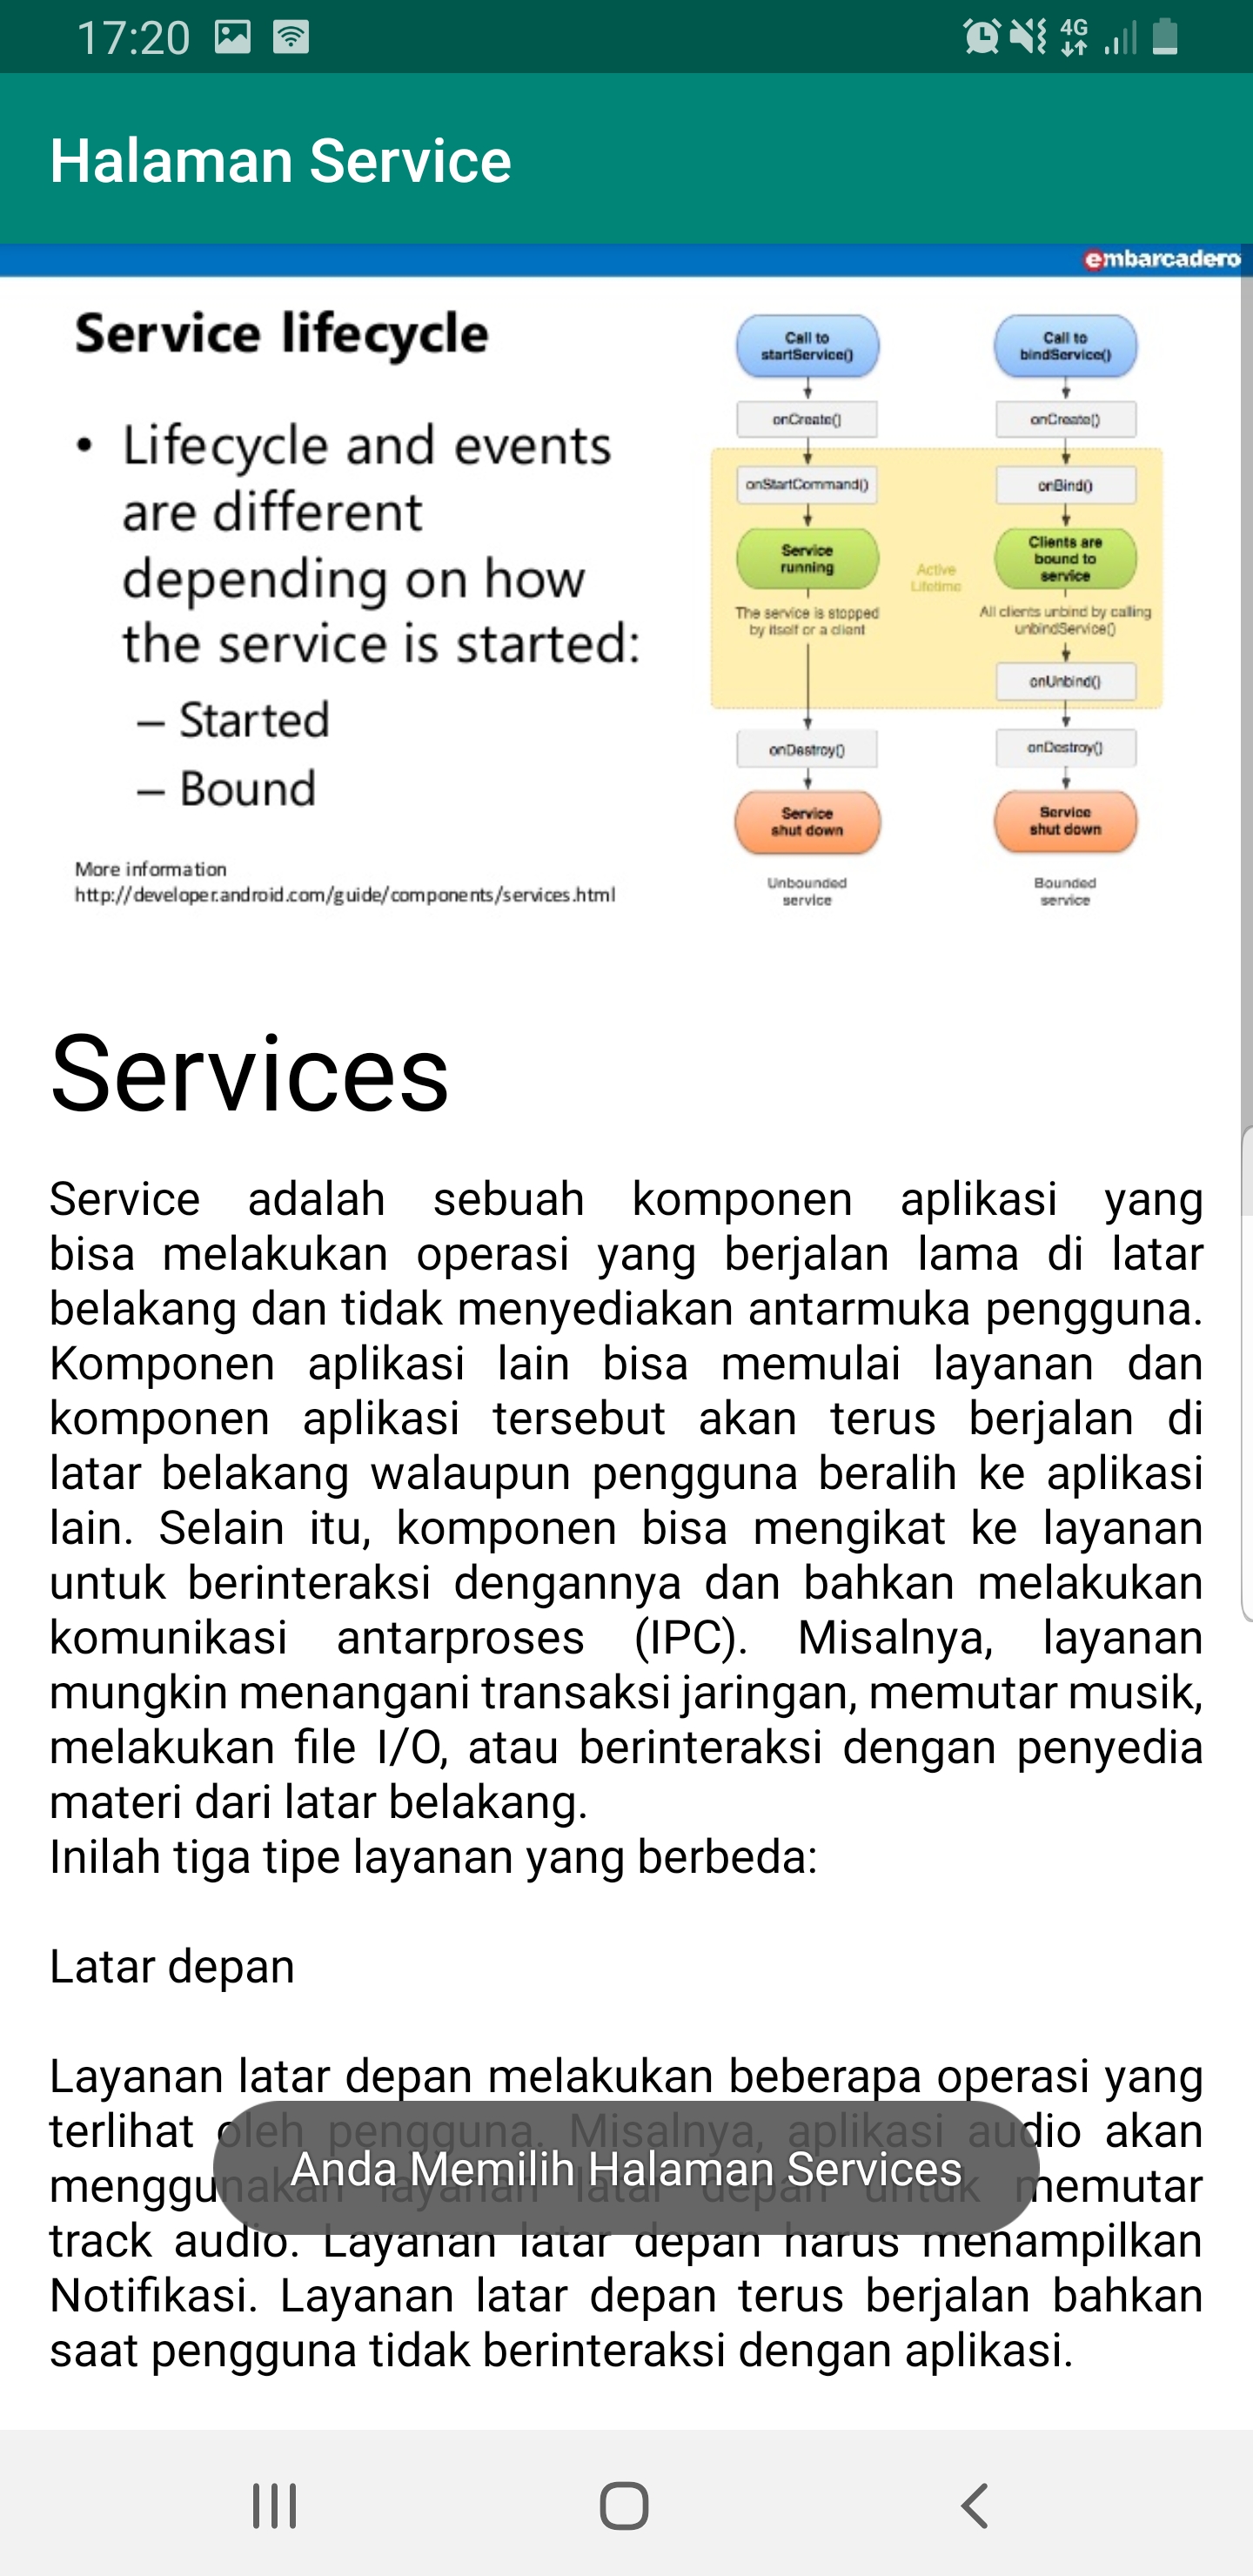 17:20
4G
Halaman Service
embarcadero
Service lifecycle
• Lifecycle and events
are different
depending on how
the service is started:
– Started
– Bound
More information
http://developer.android.com/guide/components/services.html
Call to
startService()
onCreate()
onStartCommand()
Service
running
The service is stopped
by itself or a client
onDestroy()
Service
shut down
Unbounded
service
Active
Lifetime
Call to
bindService()
onCreate()
onBind()
Clients are
bound to
service
All clients unbind by calling
unbindService()
onUnbind()
onDestroy()
Service
shut down
Bounded
service
Services
Service adalah sebuah komponen aplikasi yang
bisa melakukan operasi yang berjalan lama di latar
belakang dan tidak menyediakan antarmuka pengguna.
Komponen aplikasi lain bisa memulai layanan dan
komponen aplikasi tersebut akan terus berjalan di
latar belakang walaupun pengguna beralih ke aplikasi
lain. Selain itu, komponen bisa mengikat ke layanan
untuk berinteraksi dengannya dan bahkan melakukan
komunikasi antarproses (IPC). Misalnya, layanan
mungkin menangani transaksi jaringan, memutar musik,
melakukan file I/O, atau berinteraksi dengan penyedia
materi dari latar belakang.
Inilah tiga tipe layanan yang berbeda:
Latar depan
Layanan latar depan melakukan beberapa operasi yang
terlihat oleh pengguna. Misalnya, aplikasi audio akan
menggunakan layanan latar depan untuk memutar
Anda Memilih Halaman Services
track audio. Layanan latar depan harus menampilkan
Notifikasi. Layanan latar depan terus berjalan bahkan
saat pengguna tidak berinteraksi dengan aplikasi.